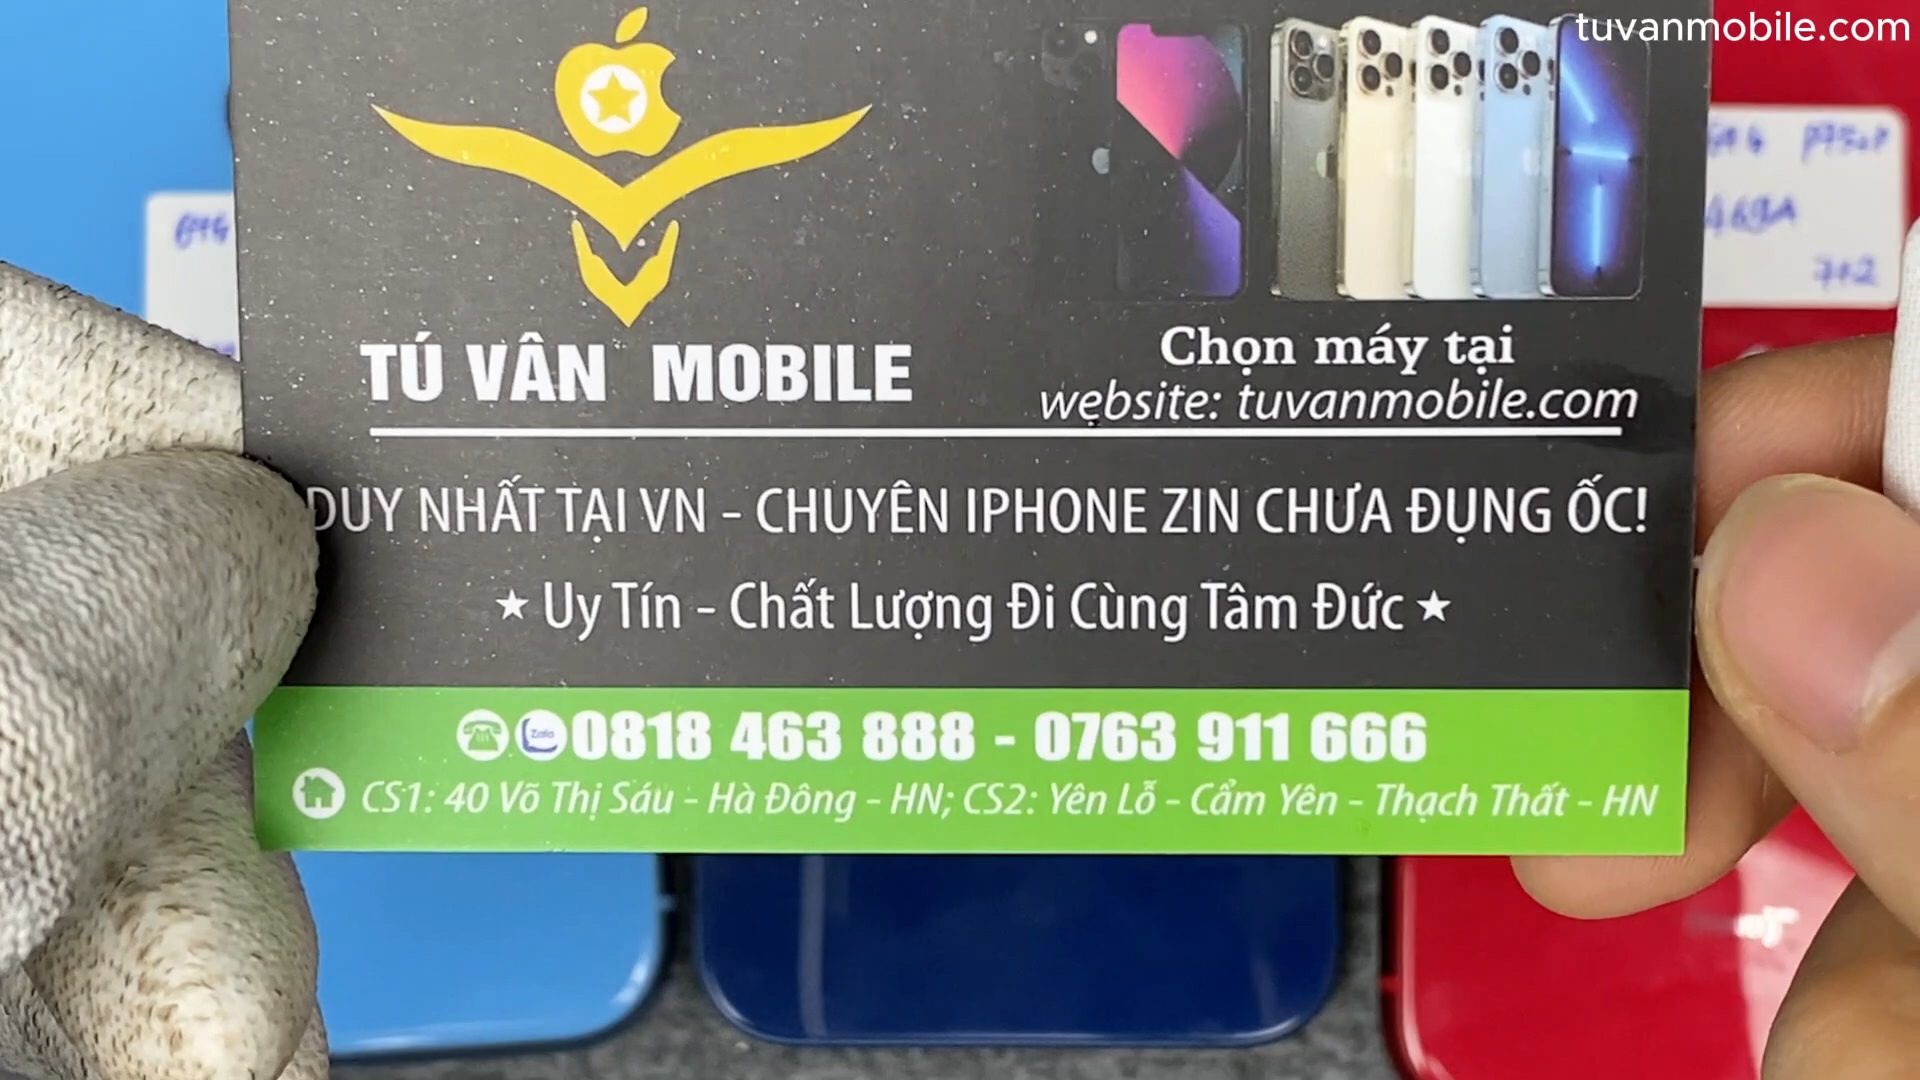 tuvanmobile.com
TÚ VÂN MOBILE
Chọn máy tại
website: tuvanmobile.com
DUY NHẤT TẠI VN - CHUYÊN IPHONE ZIN CHƯA ĐỤNG ỐC!
★ Uy Tín - Chất Lượng Đi Cùng Tâm Đức ★
Zalo 0818 463 888 - 0763 911 666
CS1: 40 Võ Thị Sáu - Hà Đông - HN; CS2: Yên Lỗ - Cẩm Yên - Thạch Thất - HN